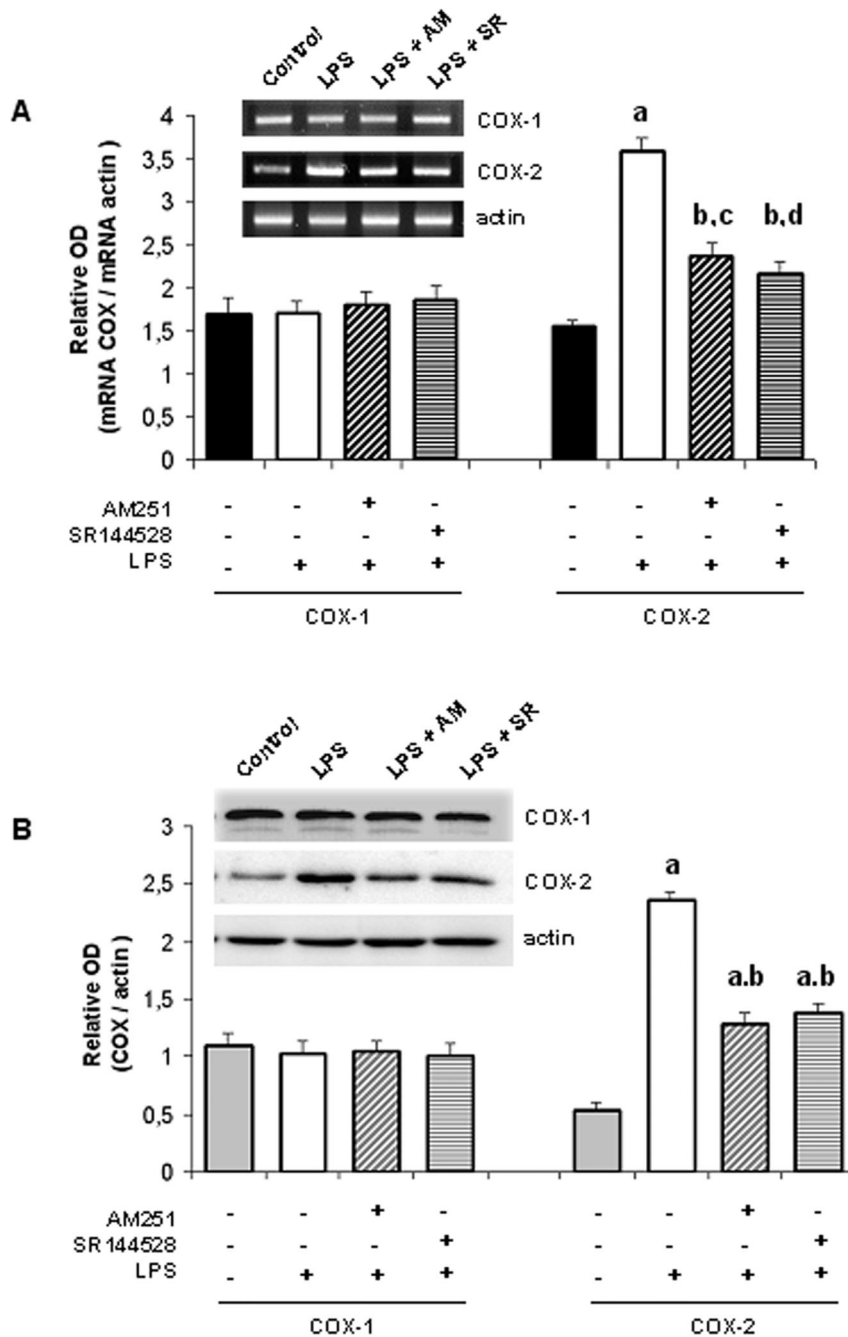 Control LPS LPS + AM LPS + SR
A
COX-1
COX-2
actin
Relative OD
(mRNA COX / mRNA actin )
4
3,5
3
2,5
2
1,5
1
0,5
0
a
b,c b,d
AM251 - - + - - - + -
SR144528 - - - + - - - +
LPS - + + + - + + +
COX-1 COX-2
Control LPS LPS + AM LPS + SR
B
COX-1
COX-2
actin
Relative OD
(COX / actin )
3
2,5
2
1,5
1
0,5
0
a
a.b a.b
AM251 - - + - - - + -
SR144528 - - - + - - - +
LPS - + + + - + + +
COX-1 COX-2